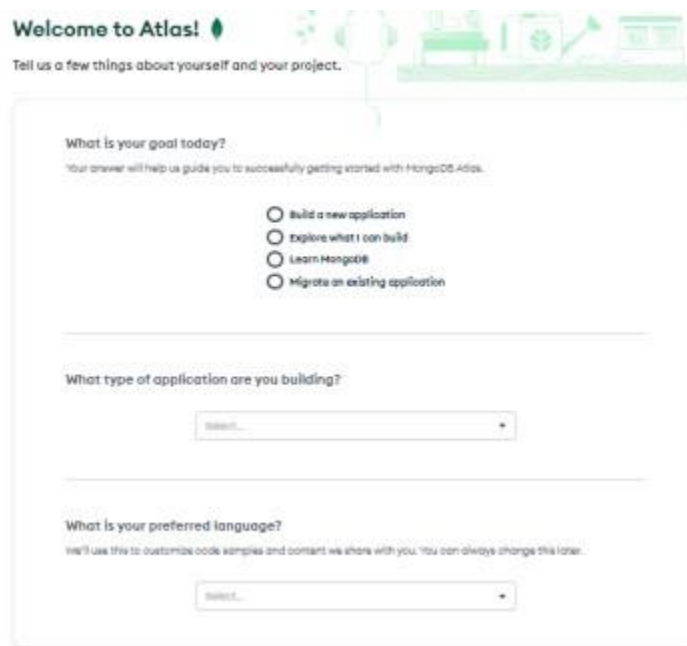 Welcome to Atlas!
Tell us a few things about yourself and your project.
What is your goal today?
Your answer will help us guide you to successfully getting started with MongoDB Atlas.
Build a new application
Explore what I can build
Learn MongoDB
Migrate an existing application
What type of application are you building?
Select...
What is your preferred language?
We'll use this to customize code samples and content we share with you. You can always change this later.
Select...